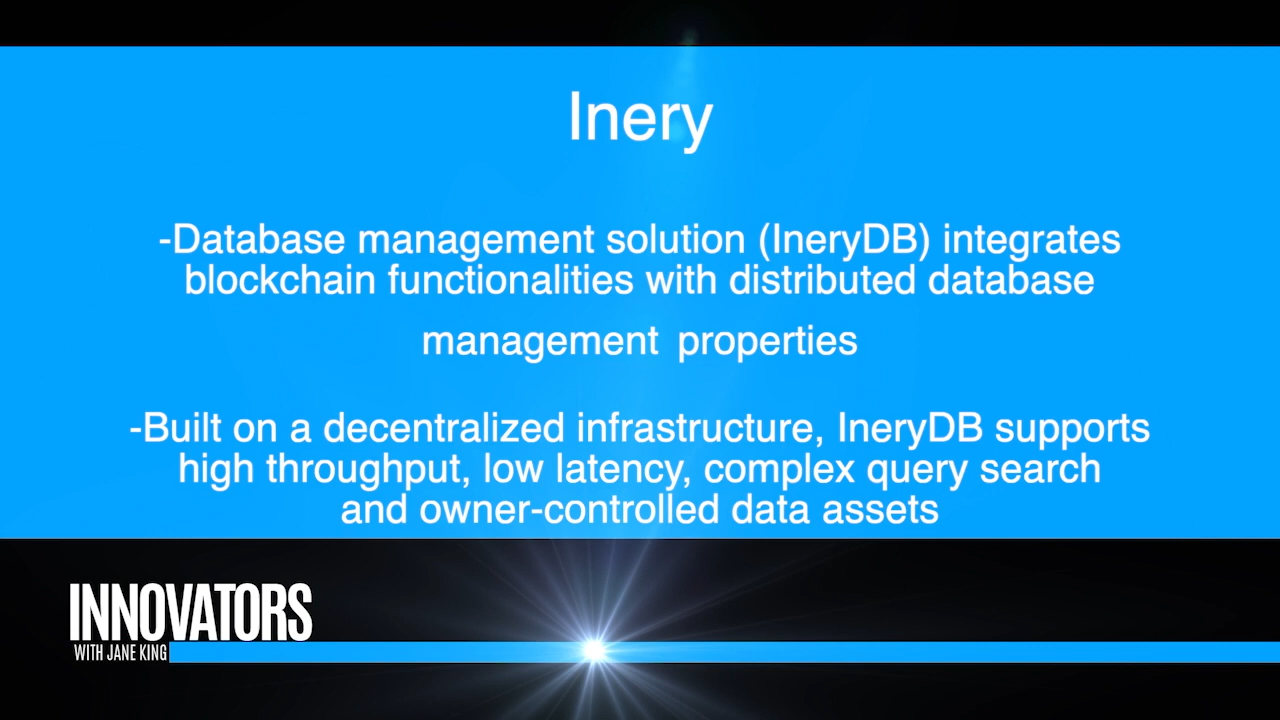 Inery
-Database management solution (IneryDB) integrates
blockchain functionalities with distributed database
management properties
-Built on a decentralized infrastructure, IneryDB supports
high throughput, low latency, complex query search
and owner-controlled data assets
INNOVATORS
WITH JANE KING